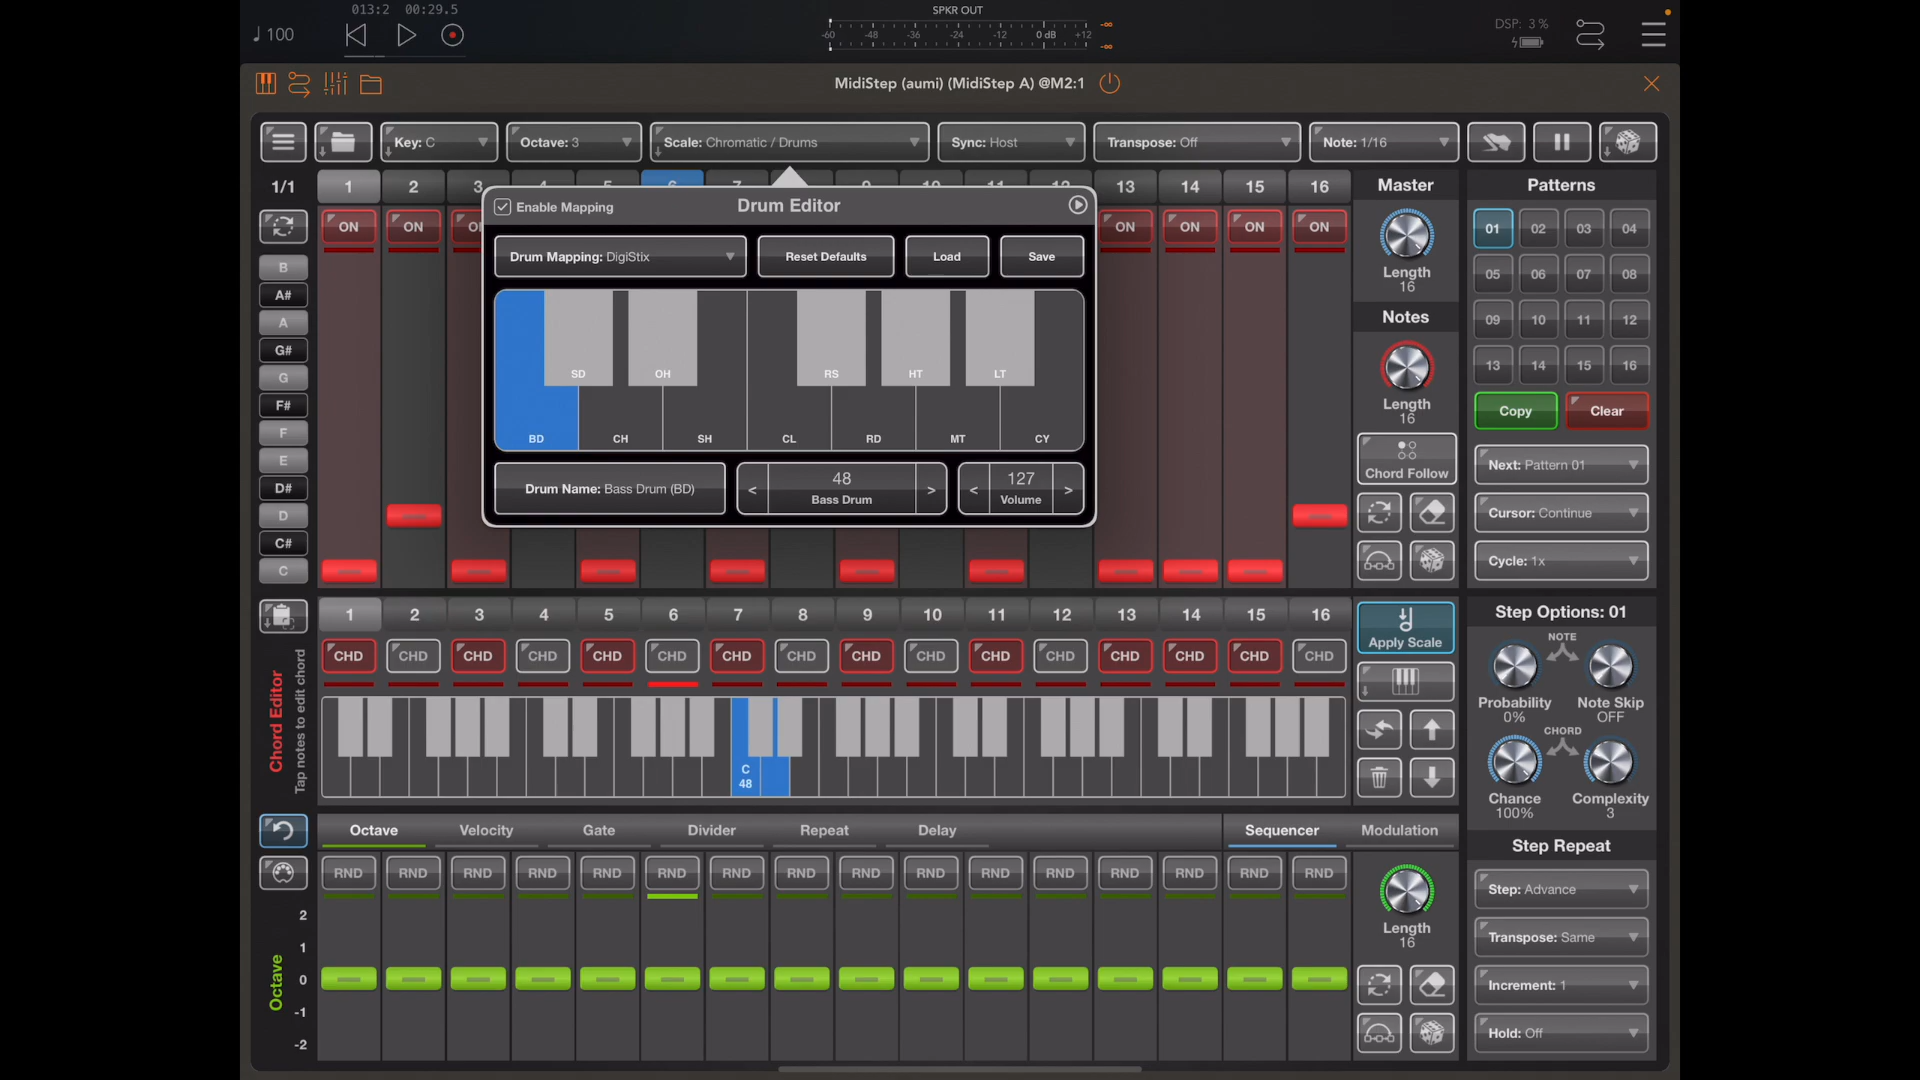 013:2 00:29.5
SPKR OUT
♩100
-60 -48 -36 -24 -12 0 dB +12
-∞
-∞
DSP: 3 %
MidiStep (aumi) (MidiStep A) @M2:1
Key: C
Octave: 3
Scale: Chromatic / Drums
Sync: Host
Transpose: Off
Note: 1/16
1/1
1 2 3 6 7 13 14 15 16
ON ON ON ON ON ON
Master
Length
16
Notes
Length
16
Chord Follow
Patterns
01 02 03 04
05 06 07 08
09 10 11 12
13 14 15 16
Copy
Clear
Next: Pattern 01
Cursor: Continue
Cycle: 1x
Enable Mapping
Drum Editor
Drum Mapping: DigiStix
Reset Defaults
Load
Save
SD OH RS HT LT
BD CH SH CL RD MT CY
Drum Name: Bass Drum (BD)
<
48
Bass Drum
>
<
127
Volume
>
B
A#
A
G#
G
F#
F
E
D#
D
C#
C
1 2 3 4 5 6 7 8 9 10 11 12 13 14 15 16
CHD CHD CHD CHD CHD CHD CHD CHD CHD CHD CHD CHD CHD CHD CHD CHD
Chord Editor
Tap notes to edit chord
C
48
Apply Scale
Step Options: 01
NOTE
Probability
0%
Note Skip
OFF
CHORD
Chance
100%
Complexity
3
Octave Velocity Gate Divider Repeat Delay
Sequencer Modulation
RND RND RND RND RND RND RND RND RND RND RND RND RND RND RND RND
Octave
2
1
0
-1
-2
Length
16
Step Repeat
Step: Advance
Transpose: Same
Increment: 1
Hold: Off